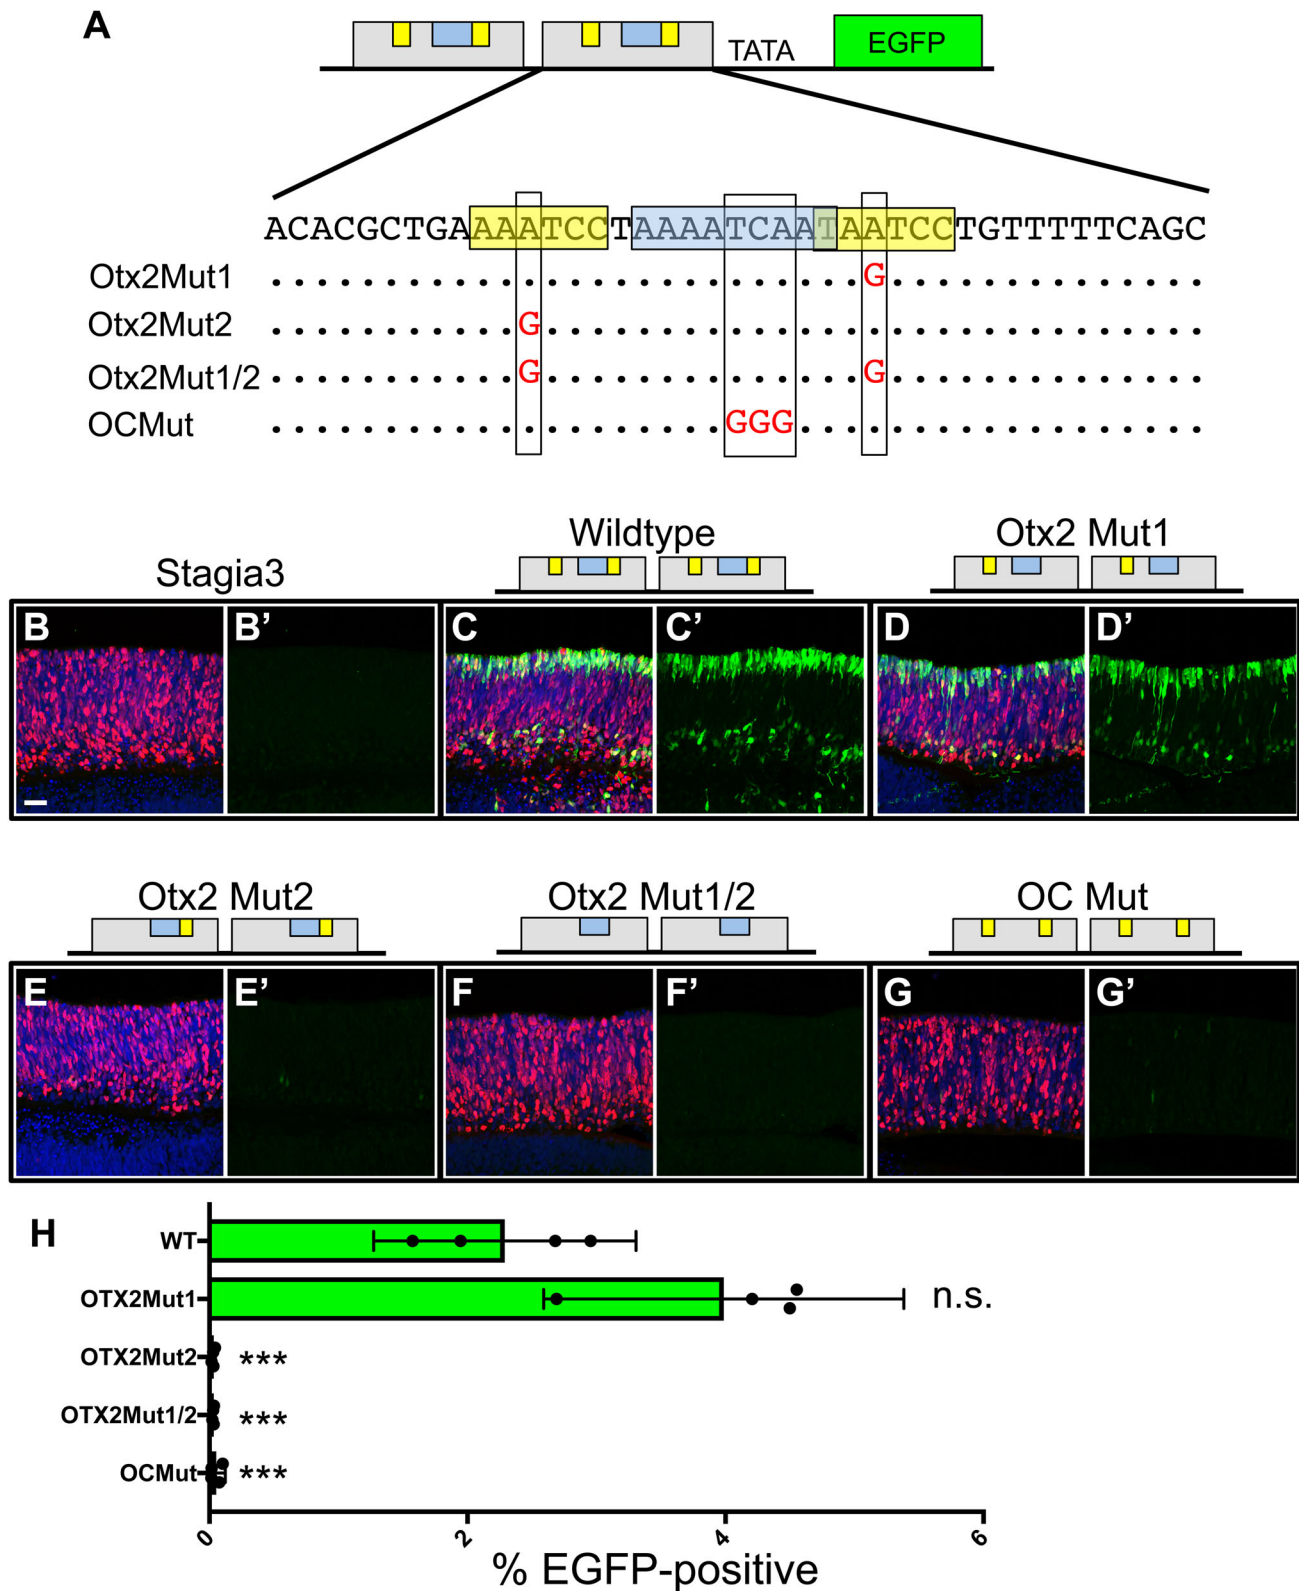 A
TATA
EGFP
ACACGCTGAAAATCCTAAAATCAATAATCCTGTTTTTCAGC
Otx2Mut1 ..........................G..............
Otx2Mut2 ...........G.............................
Otx2Mut1/2 ...........G..............G..............
OCMut ....................GGG..................
Stagia3
Wildtype
Otx2 Mut1
B B’ C C’ D D’
Otx2 Mut2
Otx2 Mut1/2
OC Mut
E E’ F F’ G G’
H
WT
OTX2Mut1 n.s.
OTX2Mut2 ***
OTX2Mut1/2 ***
OCMut ***
0 2 4 6
% EGFP-positive